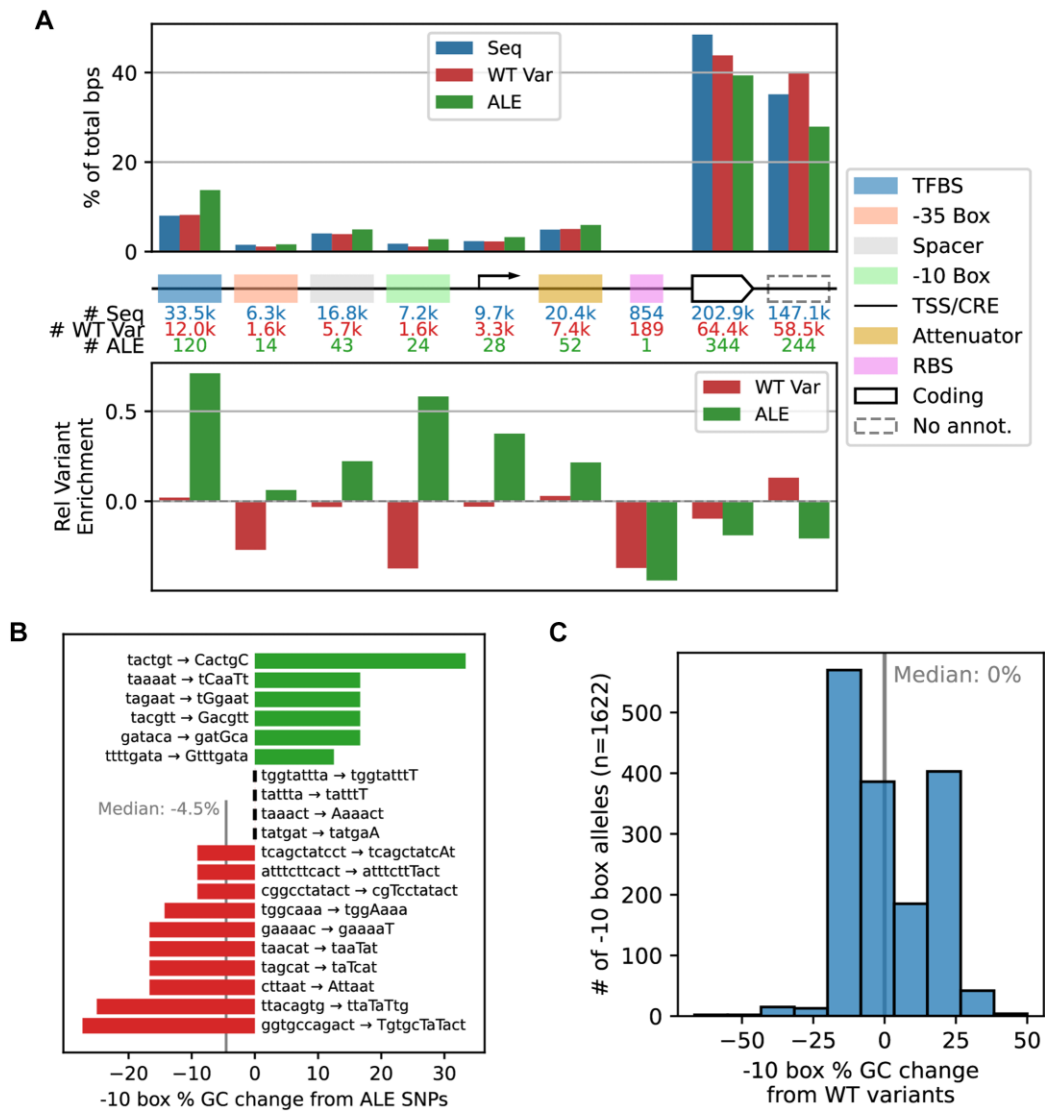 A
% of total bps
40
20
0
Seq
WT Var
ALE
TFBS
-35 Box
Spacer
-10 Box
TSS/CRE
Attenuator
RBS
Coding
No annot.
# Seq 33.5k 6.3k 16.8k 7.2k 9.7k 20.4k 854 202.9k 147.1k
# WT Var 12.0k 1.6k 5.7k 1.6k 3.3k 7.4k 189 64.4k 58.5k
# ALE 120 14 43 24 28 52 1 344 244
Rel Variant
Enrichment
0.5
0.0
WT Var
ALE
B
tactgt → CactgC
taaaat → tCaaTt
tagaat → tGgaat
tacgtt → Gacgtt
gataca → gatGca
ttttgata → Gtttgata
tggtattta → tggtatttT
tattta → tatttT
taaact → Aaaact
tatgat → tatgaA
Median: -4.5%
tcagctatcct → tcagctatcAt
atttcttcact → atttcttTact
cggcctatact → cgTcctatact
tggcaaa → tggAaaa
gaaaac → gaaaaT
taacat → taaTat
tagcat → taTcat
cttaat → Attaat
ttacagtg → ttaTaTtg
ggtgccagact → TgtgcTaTact
−20 −10 0 10 20 30
-10 box % GC change from ALE SNPs
C
# of -10 box alleles (n=1622)
500
400
300
200
100
0
Median: 0%
−50 −25 0 25 50
-10 box % GC change
from WT variants